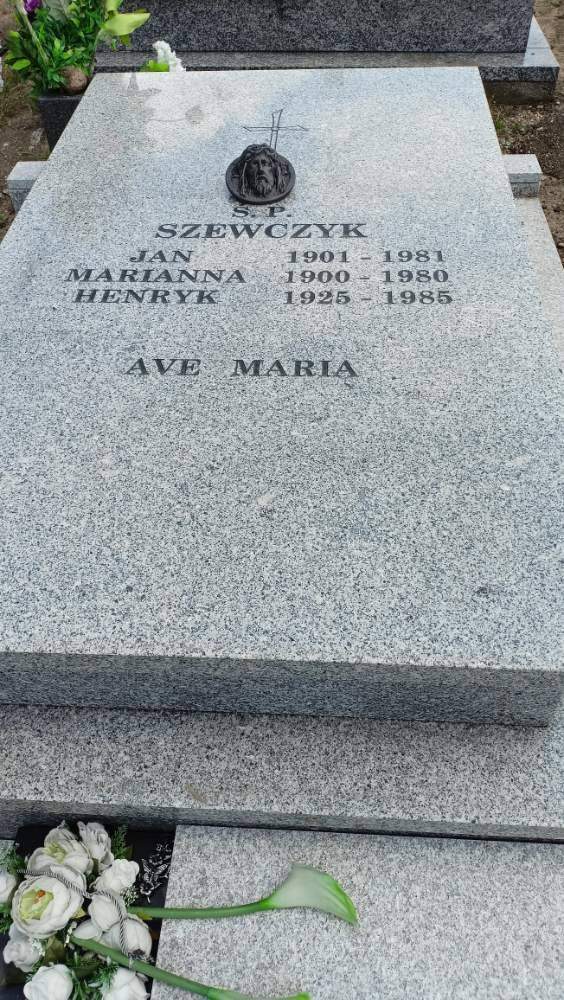 Ś. P.
SZEWCZYK
JAN 1901 - 1981
MARIANNA 1900 - 1980
HENRYK 1925 - 1985
AVE MARIA